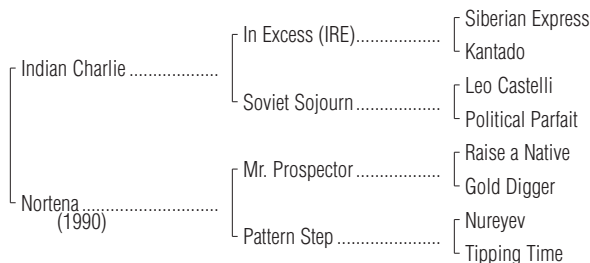 Siberian Express
In Excess (IRE)....................
Kantado
Indian Charlie .....................
Leo Castelli
Soviet Sojourn ....................
Political Parfait
Raise a Native
Mr. Prospector....................
Gold Digger
Nortena................................
(1990)
Nureyev
Pattern Step ........................
Tipping Time